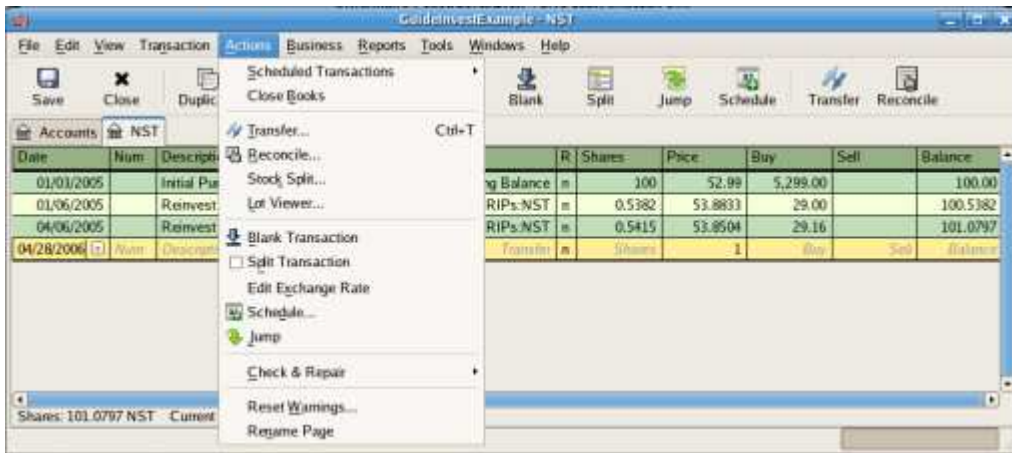 GuideInvestExample - NST
File Edit View Transaction Actions Business Reports Tools Windows Help
Save Close Duplic Blank Split Jump Schedule Transfer Reconcile
Accounts NST
Date Num Descripti R Shares Price Buy Sell Balance
01/03/2005 Initial Pur ng Balance n 100 52.99 5,299.00 100.00
01/06/2005 Reinvest RIPs:NST n 0.5382 53.8833 29.00 100.5382
04/06/2005 Reinvest RIPs:NST n 0.5415 53.8504 29.16 101.0797
04/28/2006 Num Descripti Transfer n Shares 1 Buy Sell Balance
Scheduled Transactions
Close Books
Transfer... Ctrl+T
Reconcile...
Stock Split...
Lot Viewer...
Blank Transaction
Split Transaction
Edit Exchange Rate
Schedule...
Jump
Check & Repair
Reset Warnings...
Rename Page
Shares: 101.0797 NST Current